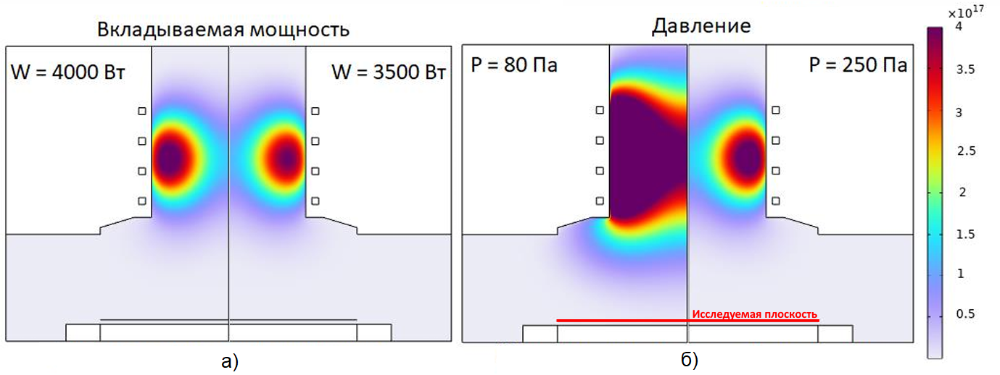 Вкладываемая мощность
W = 4000 Вт
W = 3500 Вт
а)
Давление
P = 80 Па
P = 250 Па
Исследуемая плоскость
б)
×10¹⁷
4
3.5
3
2.5
2
1.5
1
0.5